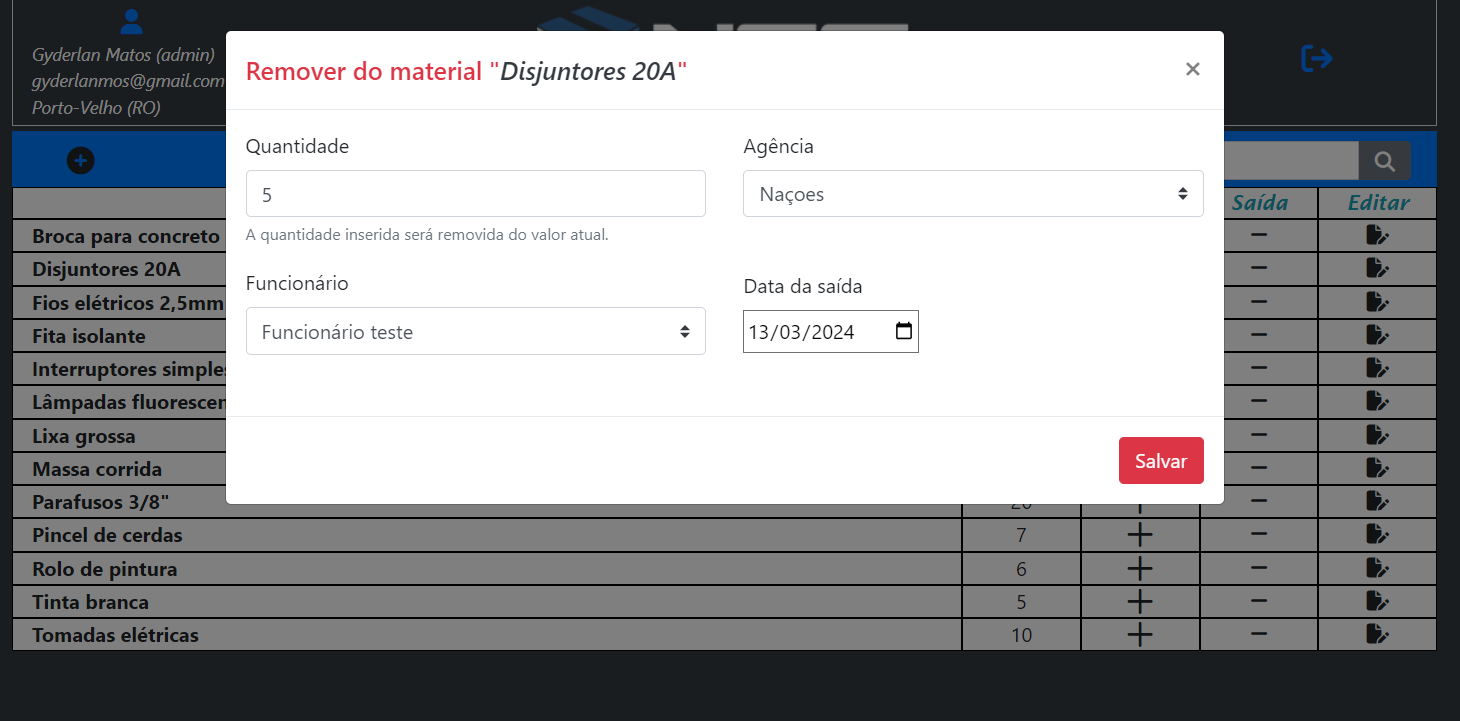 Gyderlan Matos (admin)
gyderlanmos@gmail.com
Porto-Velho (RO)
Remover do material "Disjuntores 20A"
×
Quantidade
Agência
5
Naçoes
A quantidade inserida será removida do valor atual.
Funcionário
Data da saída
Funcionário teste
13/03/2024
Salvar
Saída Editar
Broca para concreto
Disjuntores 20A
Fios elétricos 2,5mm
Fita isolante
Interruptores simples
Lâmpadas fluorescen
Lixa grossa
Massa corrida
Parafusos 3/8"
Pincel de cerdas 7
Rolo de pintura 6
Tinta branca 5
Tomadas elétricas 10